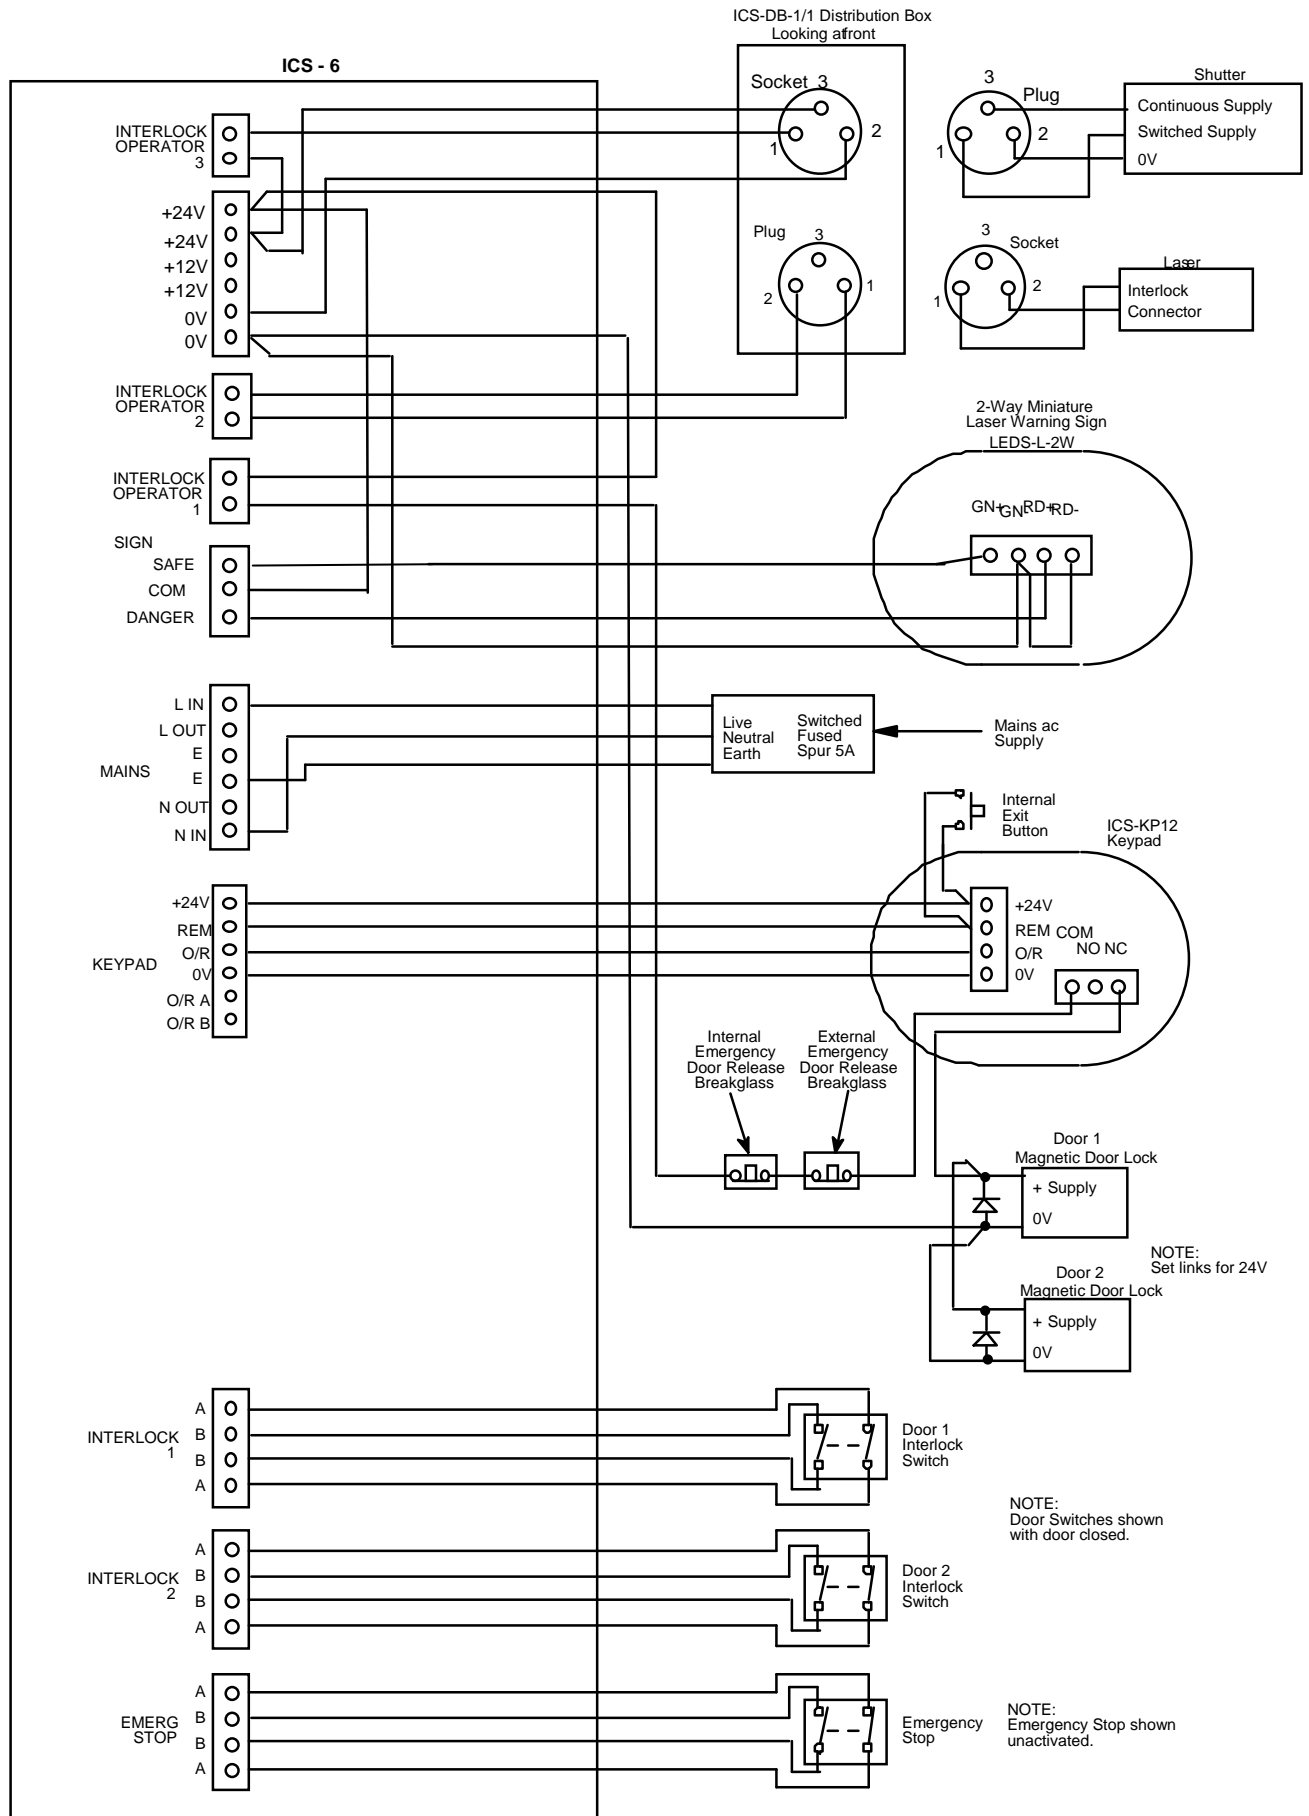 ICS-DB-1/1 Distribution Box
Looking atfront
ICS - 6
Socket 3
1
2
3
Plug
1
2
Shutter
Continuous Supply
Switched Supply
0V
INTERLOCK
OPERATOR
3
+24V
+24V
+12V
+12V
0V
0V
Plug
3
2
1
3
Socket
1
2
Laser
Interlock
Connector
INTERLOCK
OPERATOR
2
INTERLOCK
OPERATOR
1
2-Way Miniature
Laser Warning Sign
LEDS-L-2W
GN+ GN- RD+ RD-
SIGN
SAFE
COM
DANGER
MAINS
L IN
L OUT
E
E
N OUT
N IN
Live
Neutral
Earth
Switched
Fused
Spur 5A
Mains ac
Supply
Internal
Exit
Button
ICS-KP12
Keypad
KEYPAD
+24V
REM
O/R
0V
O/R A
O/R B
+24V
REM
O/R
0V
COM
NO NC
Internal
Emergency
Door Release
Breakglass
External
Emergency
Door Release
Breakglass
Door 1
Magnetic Door Lock
+ Supply
0V
NOTE:
Set links for 24V
Door 2
Magnetic Door Lock
+ Supply
0V
INTERLOCK
1
A
B
B
A
Door 1
Interlock
Switch
NOTE:
Door Switches shown
with door closed.
INTERLOCK
2
A
B
B
A
Door 2
Interlock
Switch
EMERG
STOP
A
B
B
A
Emergency
Stop
NOTE:
Emergency Stop shown
unactivated.